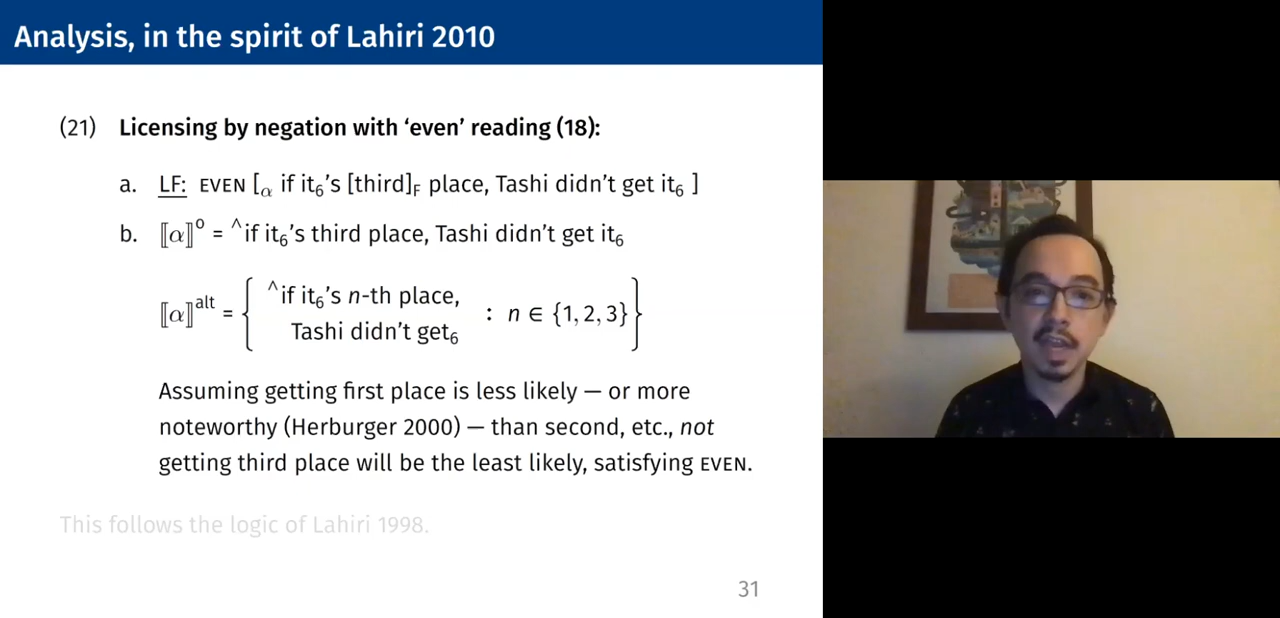 Analysis, in the spirit of Lahiri 2010
(21) Licensing by negation with ‘even’ reading (18):
a. LF: EVEN [α if it₆’s [third]F place, Tashi didn’t get it₆ ]
b. ⟦α⟧ᵒ = ^if it₆’s third place, Tashi didn’t get it₆
⟦α⟧ᵃˡᵗ = { ^if it₆’s n-th place, Tashi didn’t get₆ : n ∈ {1, 2, 3} }
Assuming getting first place is less likely — or more
noteworthy (Herburger 2000) — than second, etc., not
getting third place will be the least likely, satisfying EVEN.
This follows the logic of Lahiri 1998.
31